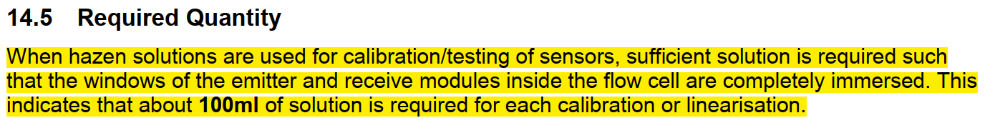 14.5 Required Quantity
When hazen solutions are used for calibration/testing of sensors, sufficient solution is required such
that the windows of the emitter and receive modules inside the flow cell are completely immersed. This
indicates that about 100ml of solution is required for each calibration or linearisation.